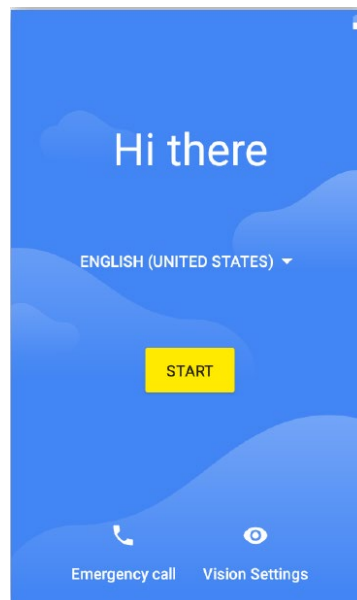 Hi there
ENGLISH (UNITED STATES)
START
Emergency call
Vision Settings